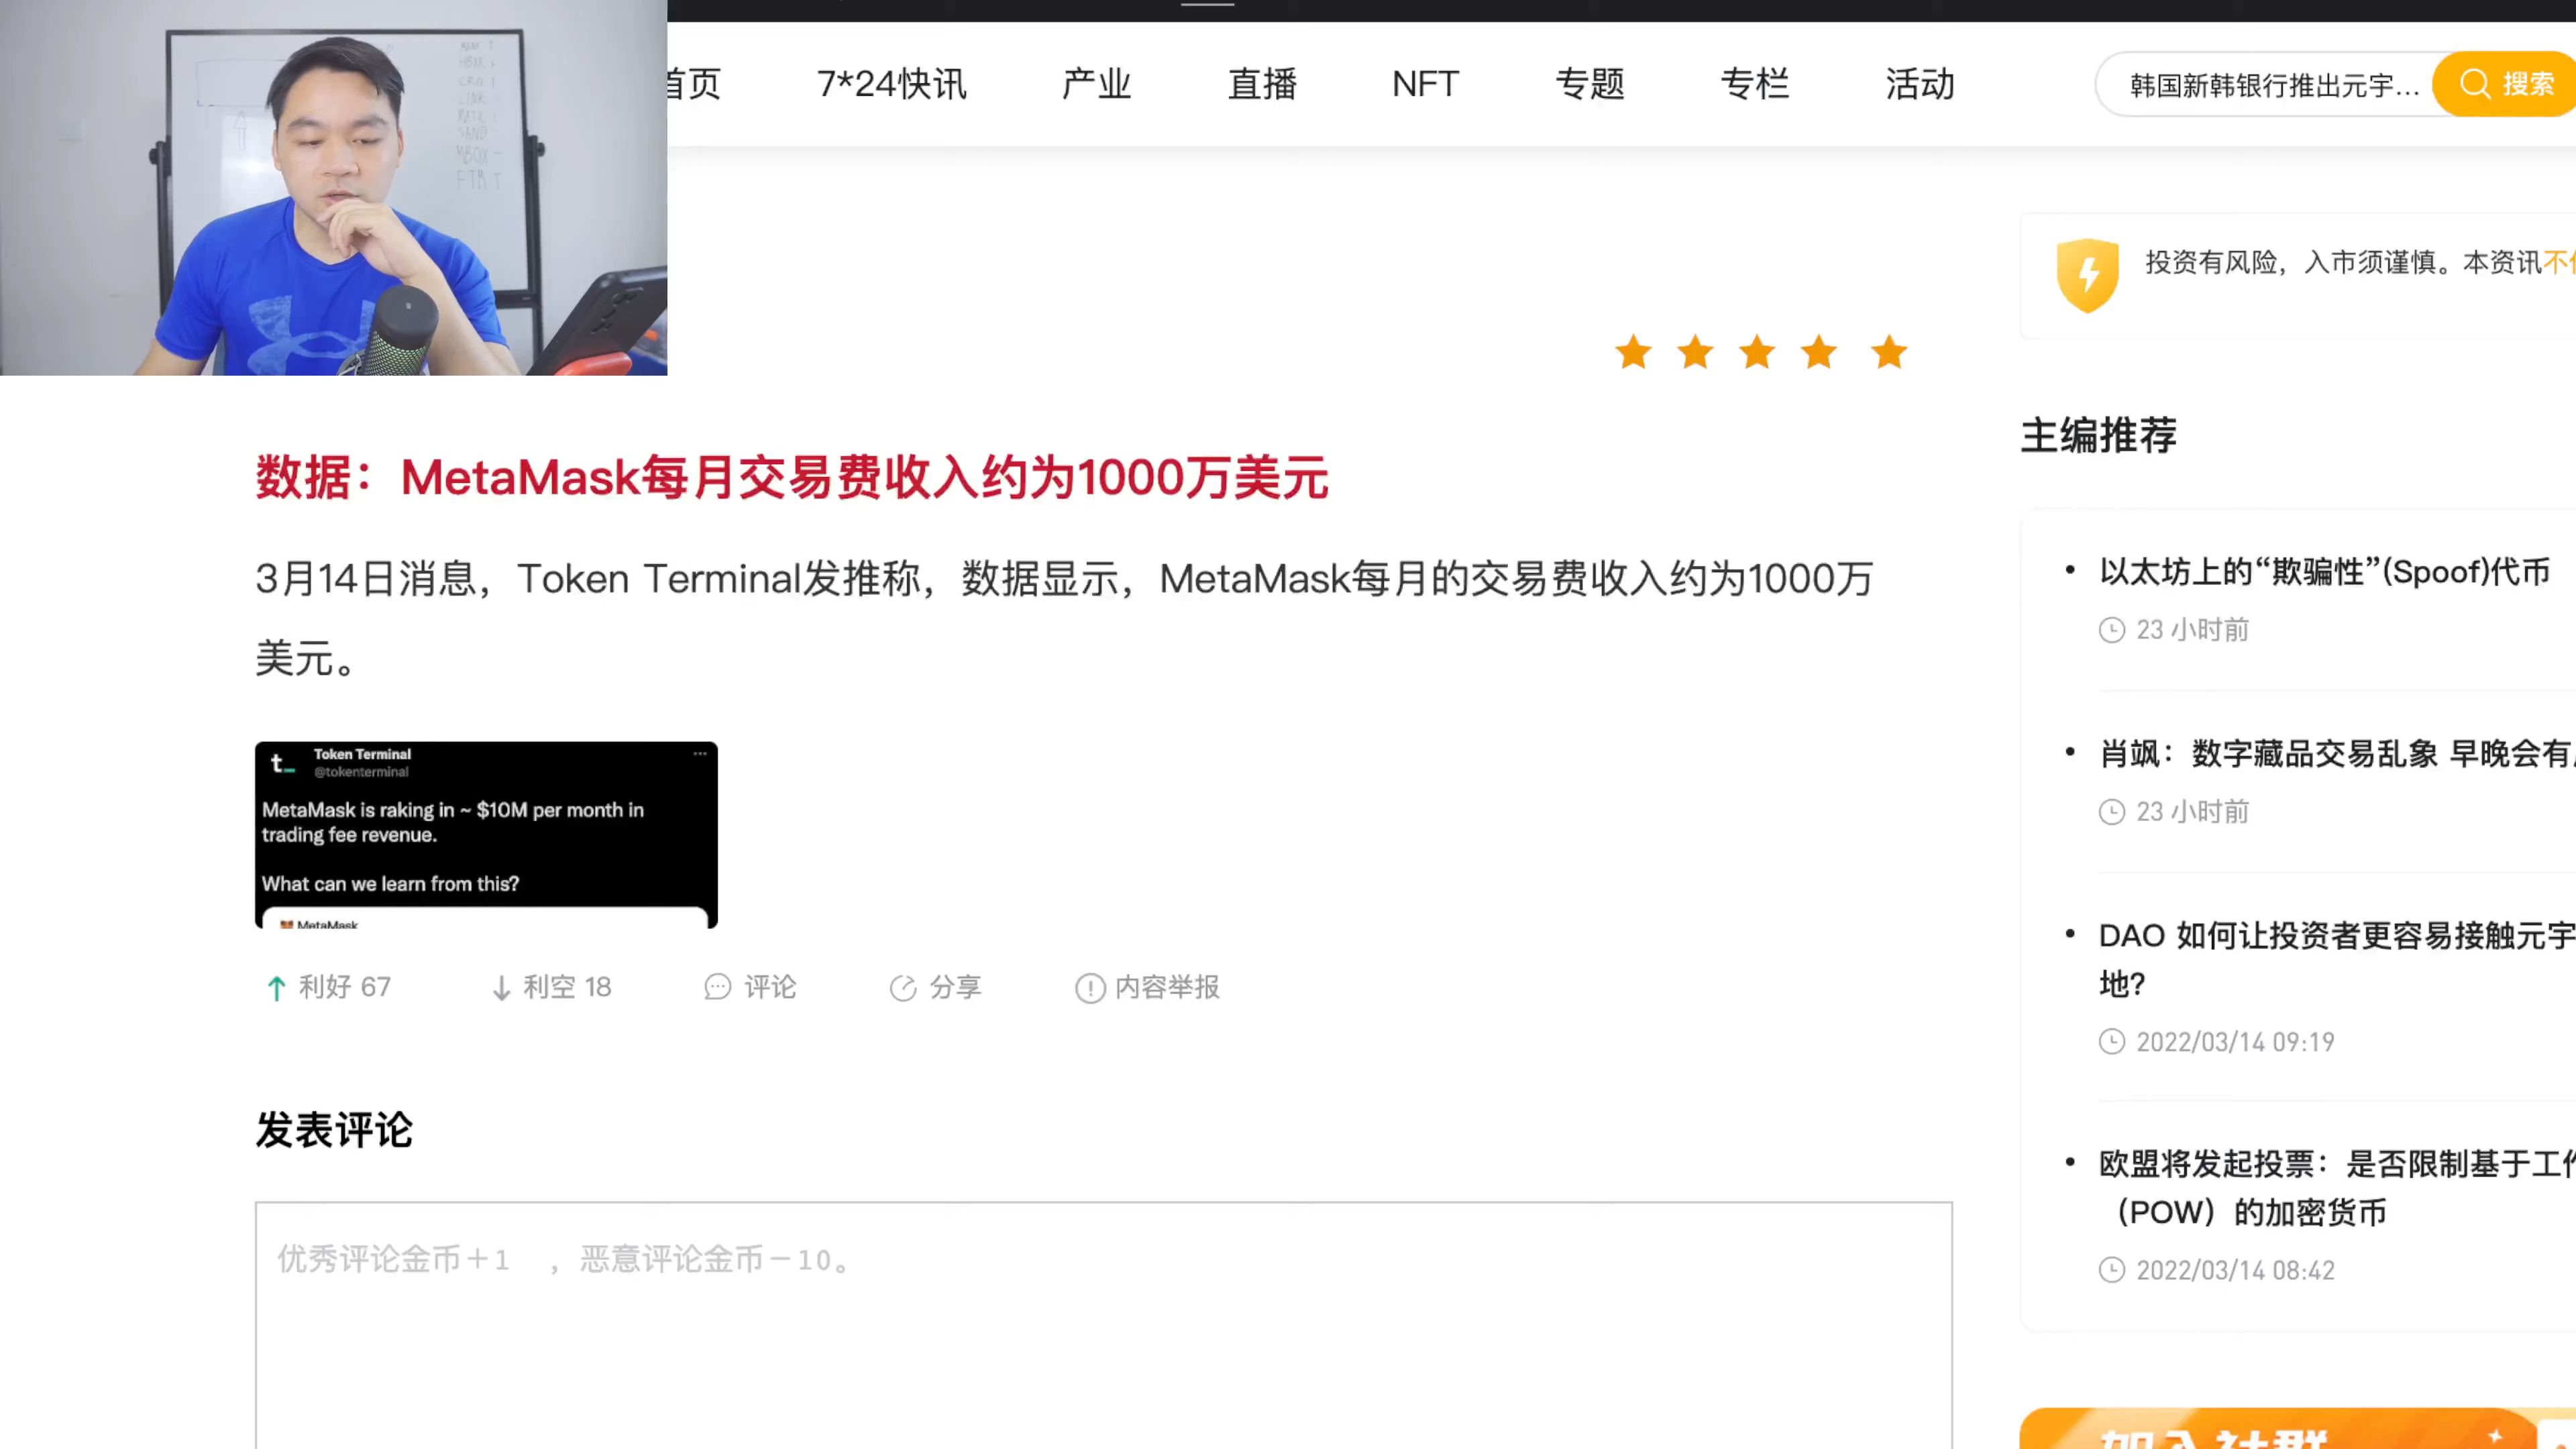 首页 7*24快讯 产业 直播 NFT 专题 专栏 活动
韩国新韩银行推出元宇... 搜索
LINK
SAND
MBOX -
FTM T
投资有风险，入市须谨慎。本资讯不
数据：MetaMask每月交易费收入约为1000万美元
3月14日消息，Token Terminal发推称，数据显示，MetaMask每月的交易费收入约为1000万
美元。
t_ Token Terminal ...
@tokenterminal
MetaMask is raking in ~ $10M per month in
trading fee revenue.
What can we learn from this?
MetaMask
↑ 利好 67 ↓ 利空 18 评论 分享 内容举报
发表评论
优秀评论金币＋1 ，恶意评论金币－10。
主编推荐
• 以太坊上的“欺骗性”(Spoof)代币
23 小时前
• 肖飒：数字藏品交易乱象 早晚会有
23 小时前
• DAO 如何让投资者更容易接触元宇
地？
2022/03/14 09:19
• 欧盟将发起投票：是否限制基于工
（POW）的加密货币
2022/03/14 08:42
加入社群